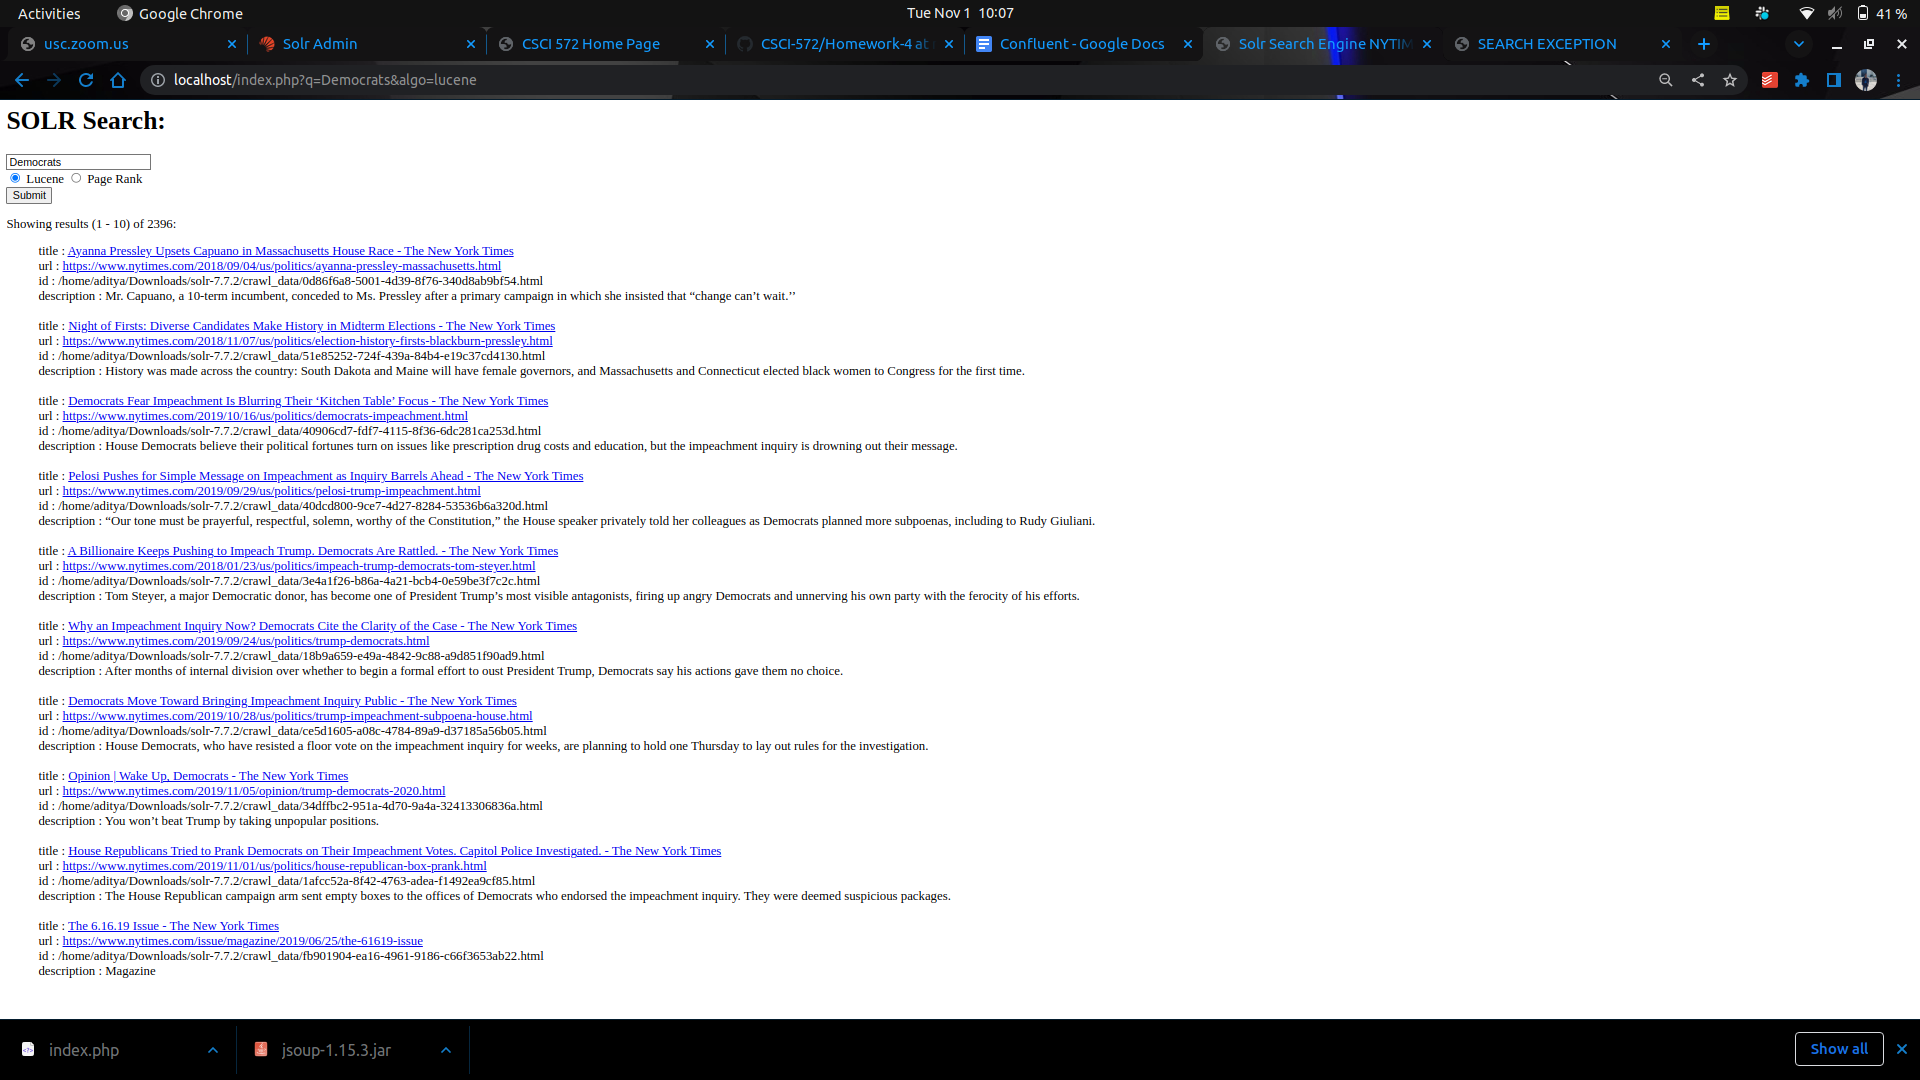 Activities
Google Chrome
Tue Nov 1 10:07
41 %
usc.zoom.us
Solr Admin
CSCI 572 Home Page
CSCI-572/Homework-4 at
Confluent - Google Docs
Solr Search Engine NYTIM
SEARCH EXCEPTION
localhost/index.php?q=Democrats&algo=lucene
SOLR Search:
Democrats
Lucene Page Rank
Submit
Showing results (1 - 10) of 2396:
title : Ayanna Pressley Upsets Capuano in Massachusetts House Race - The New York Times
url : https://www.nytimes.com/2018/09/04/us/politics/ayanna-pressley-massachusetts.html
id : /home/aditya/Downloads/solr-7.7.2/crawl_data/0d86f6a8-5001-4d39-8f76-340d8ab9bf54.html
description : Mr. Capuano, a 10-term incumbent, conceded to Ms. Pressley after a primary campaign in which she insisted that “change can’t wait.’’
title : Night of Firsts: Diverse Candidates Make History in Midterm Elections - The New York Times
url : https://www.nytimes.com/2018/11/07/us/politics/election-history-firsts-blackburn-pressley.html
id : /home/aditya/Downloads/solr-7.7.2/crawl_data/51e85252-724f-439a-84b4-e19c37cd4130.html
description : History was made across the country: South Dakota and Maine will have female governors, and Massachusetts and Connecticut elected black women to Congress for the first time.
title : Democrats Fear Impeachment Is Blurring Their ‘Kitchen Table’ Focus - The New York Times
url : https://www.nytimes.com/2019/10/16/us/politics/democrats-impeachment.html
id : /home/aditya/Downloads/solr-7.7.2/crawl_data/40906cd7-fdf7-4115-8f36-6dc281ca253d.html
description : House Democrats believe their political fortunes turn on issues like prescription drug costs and education, but the impeachment inquiry is drowning out their message.
title : Pelosi Pushes for Simple Message on Impeachment as Inquiry Barrels Ahead - The New York Times
url : https://www.nytimes.com/2019/09/29/us/politics/pelosi-trump-impeachment.html
id : /home/aditya/Downloads/solr-7.7.2/crawl_data/40dcd800-9ce7-4d27-8284-53536b6a320d.html
description : “Our tone must be prayerful, respectful, solemn, worthy of the Constitution,” the House speaker privately told her colleagues as Democrats planned more subpoenas, including to Rudy Giuliani.
title : A Billionaire Keeps Pushing to Impeach Trump. Democrats Are Rattled. - The New York Times
url : https://www.nytimes.com/2018/01/23/us/politics/impeach-trump-democrats-tom-steyer.html
id : /home/aditya/Downloads/solr-7.7.2/crawl_data/3e4a1f26-b86a-4a21-bcb4-0e59be3f7c2c.html
description : Tom Steyer, a major Democratic donor, has become one of President Trump’s most visible antagonists, firing up angry Democrats and unnerving his own party with the ferocity of his efforts.
title : Why an Impeachment Inquiry Now? Democrats Cite the Clarity of the Case - The New York Times
url : https://www.nytimes.com/2019/09/24/us/politics/trump-democrats.html
id : /home/aditya/Downloads/solr-7.7.2/crawl_data/18b9a659-e49a-4842-9c88-a9d851f90ad9.html
description : After months of internal division over whether to begin a formal effort to oust President Trump, Democrats say his actions gave them no choice.
title : Democrats Move Toward Bringing Impeachment Inquiry Public - The New York Times
url : https://www.nytimes.com/2019/10/28/us/politics/trump-impeachment-subpoena-house.html
id : /home/aditya/Downloads/solr-7.7.2/crawl_data/ce5d1605-a08c-4784-89a9-d37185a56b05.html
description : House Democrats, who have resisted a floor vote on the impeachment inquiry for weeks, are planning to hold one Thursday to lay out rules for the investigation.
title : Opinion | Wake Up, Democrats - The New York Times
url : https://www.nytimes.com/2019/11/05/opinion/trump-democrats-2020.html
id : /home/aditya/Downloads/solr-7.7.2/crawl_data/34dffbc2-951a-4d70-9a4a-32413306836a.html
description : You won’t beat Trump by taking unpopular positions.
title : House Republicans Tried to Prank Democrats on Their Impeachment Votes. Capitol Police Investigated. - The New York Times
url : https://www.nytimes.com/2019/11/01/us/politics/house-republican-box-prank.html
id : /home/aditya/Downloads/solr-7.7.2/crawl_data/1afcc52a-8f42-4763-adea-f1492ea9cf85.html
description : The House Republican campaign arm sent empty boxes to the offices of Democrats who endorsed the impeachment inquiry. They were deemed suspicious packages.
title : The 6.16.19 Issue - The New York Times
url : https://www.nytimes.com/issue/magazine/2019/06/25/the-61619-issue
id : /home/aditya/Downloads/solr-7.7.2/crawl_data/fb901904-ea16-4961-9186-c66f3653ab22.html
description : Magazine
index.php
jsoup-1.15.3.jar
Show all